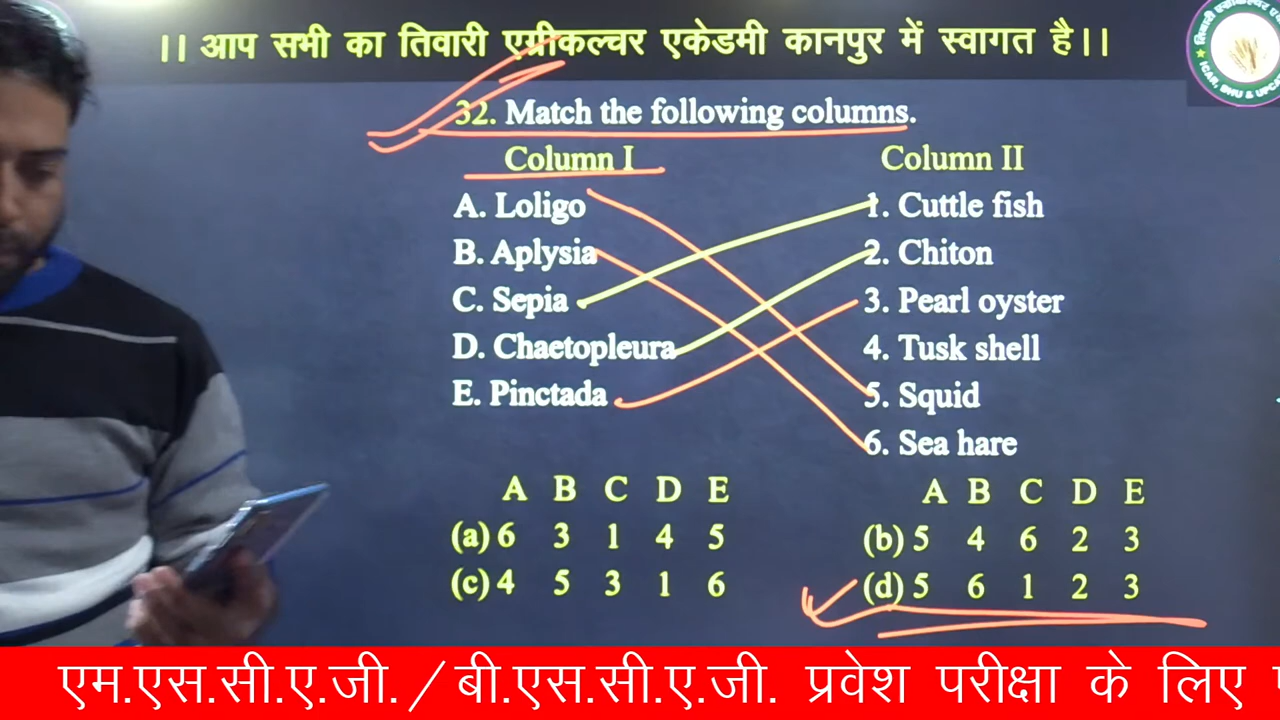 ।। आप सभी का तिवारी एग्रीकल्चर एकेडमी कानपुर में स्वागत है।।
32. Match the following columns.
Column I Column II
A. Loligo 1. Cuttle fish
B. Aplysia 2. Chiton
C. Sepia 3. Pearl oyster
D. Chaetopleura 4. Tusk shell
E. Pinctada 5. Squid
6. Sea hare
A B C D E A B C D E
(a) 6 3 1 4 5 (b) 5 4 6 2 3
(c) 4 5 3 1 6 (d) 5 6 1 2 3
एम.एस.सी.ए.जी./बी.एस.सी.ए.जी. प्रवेश परीक्षा के लिए